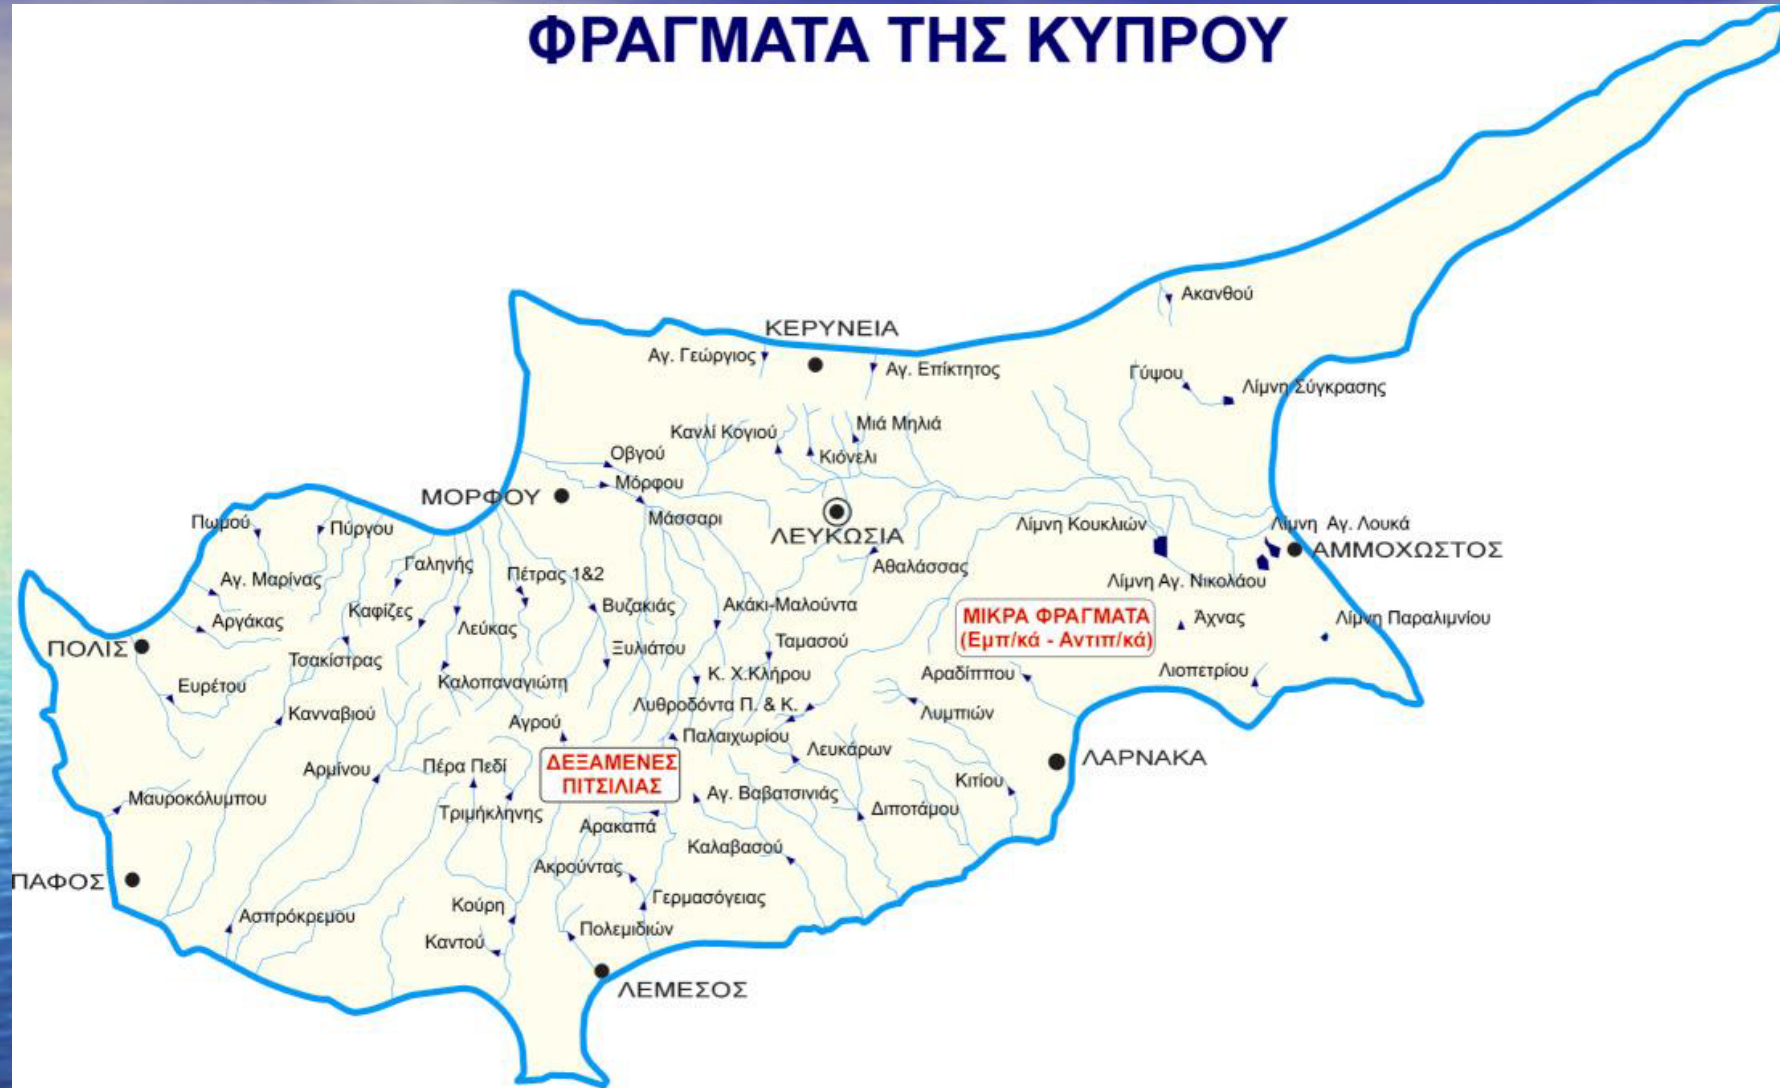 ΦΡΑΓΜΑΤΑ ΤΗΣ ΚΥΠΡΟΥ
Ακανθού
ΚΕΡΥΝΕΙΑ
Αγ. Γεώργιος
Αγ. Επίκτητος
Γύψου
Λίμνη Σύγκρασης
Κανλί Κογιού
Μιά Μηλιά
Οβγού
Κιόνελι
Μόρφου
ΜΟΡΦΟΥ
Μάσσαρι
ΛΕΥΚΩΣΙΑ
Λίμνη Κουκλιών
Λίμνη Αγ. Λουκά
ΑΜΜΟΧΩΣΤΟΣ
Πωμού
Πύργου
Γαληνής
Πέτρας 1&2
Αθαλάσσας
Λίμνη Αγ. Νικολάου
Αγ. Μαρίνας
Καφίζες
Βυζακιάς
Ακάκι-Μαλούντα
ΜΙΚΡΑ ΦΡΑΓΜΑΤΑ
(Εμπ/κά - Αντιπ/κά)
Άχνας
Λίμνη Παραλιμνίου
Αργάκας
Λεύκας
ΠΟΛΙΣ
Τσακίστρας
Ξυλιάτου
Ταμασού
Καλοπαναγιώτη
Κ. Χ.Κλήρου
Αραδίππου
Λιοπετρίου
Ευρέτου
Κανναβιού
Λυθροδόντα Π. & Κ.
Λυμπιών
Αγρού
Παλαιχωρίου
Λευκάρων
ΛΑΡΝΑΚΑ
Αρμίνου
Πέρα Πεδί
ΔΕΞΑΜΕΝΕΣ
ΠΙΤΣΙΛΙΑΣ
Κιτίου
Μαυροκόλυμπου
Τριμήκληνης
Αγ. Βαβατσινιάς
Διποτάμου
Αρακαπά
Καλαβασού
Ακρούντας
ΠΑΦΟΣ
Γερμασόγειας
Κούρη
Ασπρόκρεμου
Πολεμιδιών
Καντού
ΛΕΜΕΣΟΣ